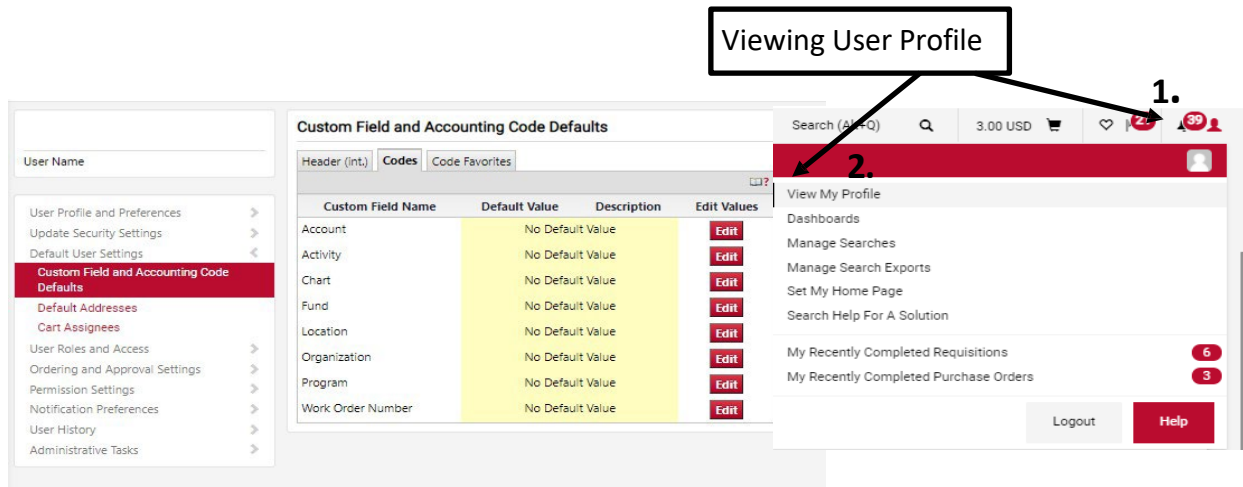 Viewing User Profile
1.
Search (Alt+Q) 3.00 USD 39
2.
User Name
User Profile and Preferences
Update Security Settings
Default User Settings
Custom Field and Accounting Code
Defaults
Default Addresses
Cart Assignees
User Roles and Access
Ordering and Approval Settings
Permission Settings
Notification Preferences
User History
Administrative Tasks
Custom Field and Accounting Code Defaults
Header (int.) Codes Code Favorites
?
Custom Field Name Default Value Description Edit Values
Account No Default Value Edit
Activity No Default Value Edit
Chart No Default Value Edit
Fund No Default Value Edit
Location No Default Value Edit
Organization No Default Value Edit
Program No Default Value Edit
Work Order Number No Default Value Edit
View My Profile
Dashboards
Manage Searches
Manage Search Exports
Set My Home Page
Search Help For A Solution
My Recently Completed Requisitions 6
My Recently Completed Purchase Orders 3
Logout Help